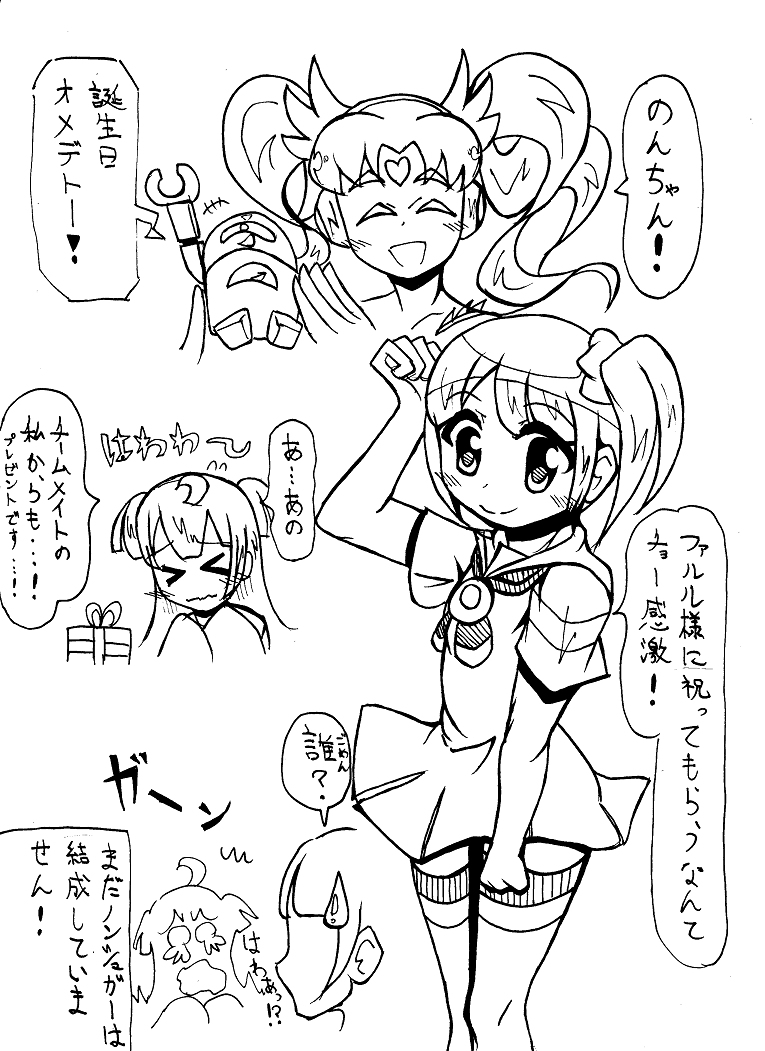 のんちゃん!
誕生日
オメデトー♥
ファルル様に祝ってもらうなんて
チョー感激!
あ…あの
はわわ〜
チームメイトの
私からも…!
プレゼントです…!
ごめん
誰?
ガーン
はわぁっ!?
まだノンシュガーは
結成していま
せん!